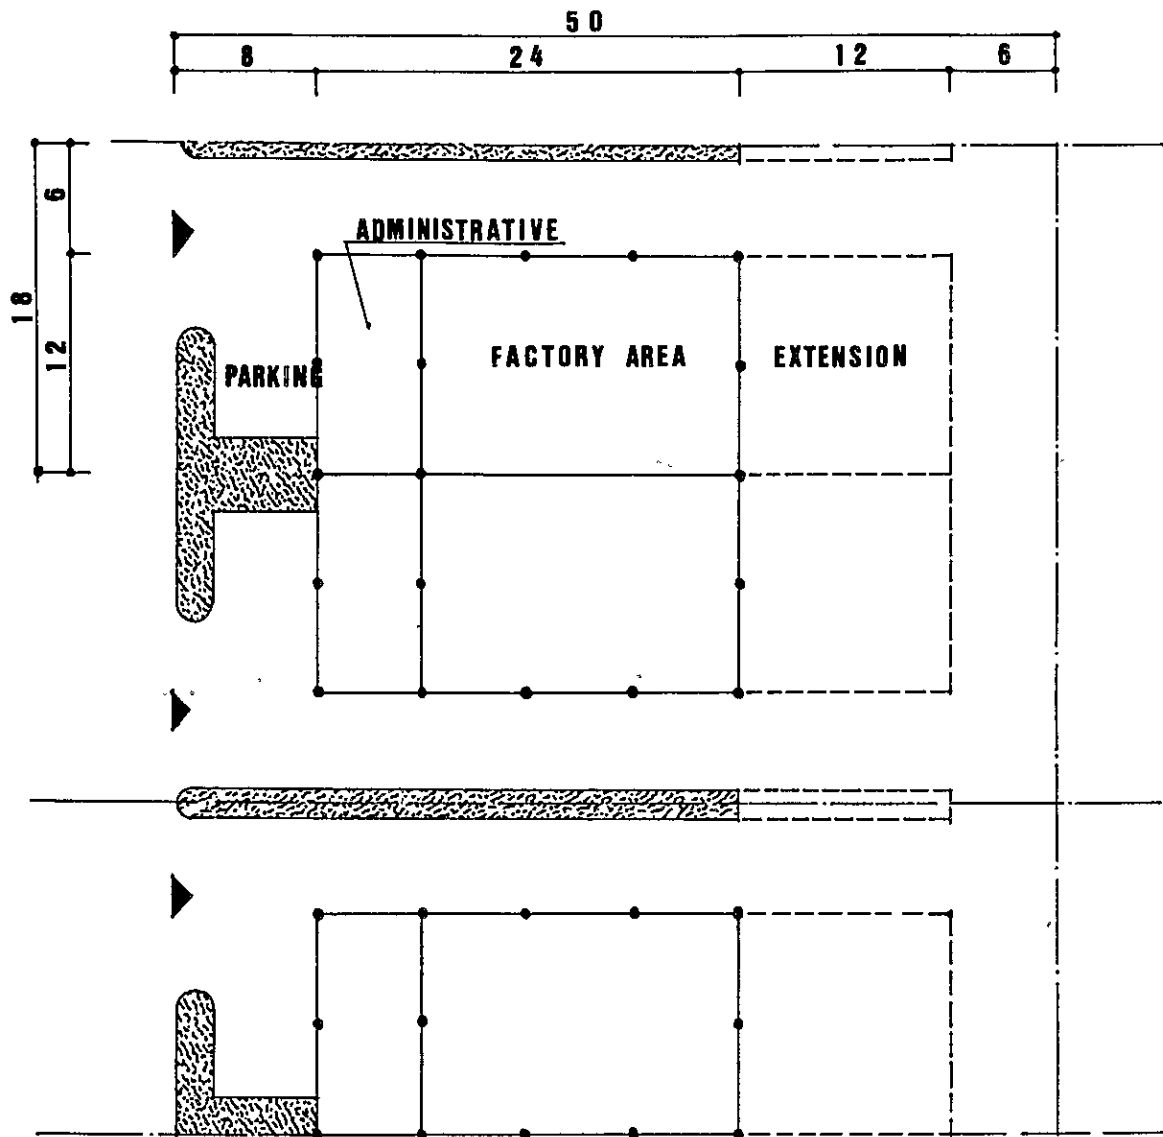 50
8 24 12 6
6
18
12
ADMINISTRATIVE
PARKING
FACTORY AREA
EXTENSION